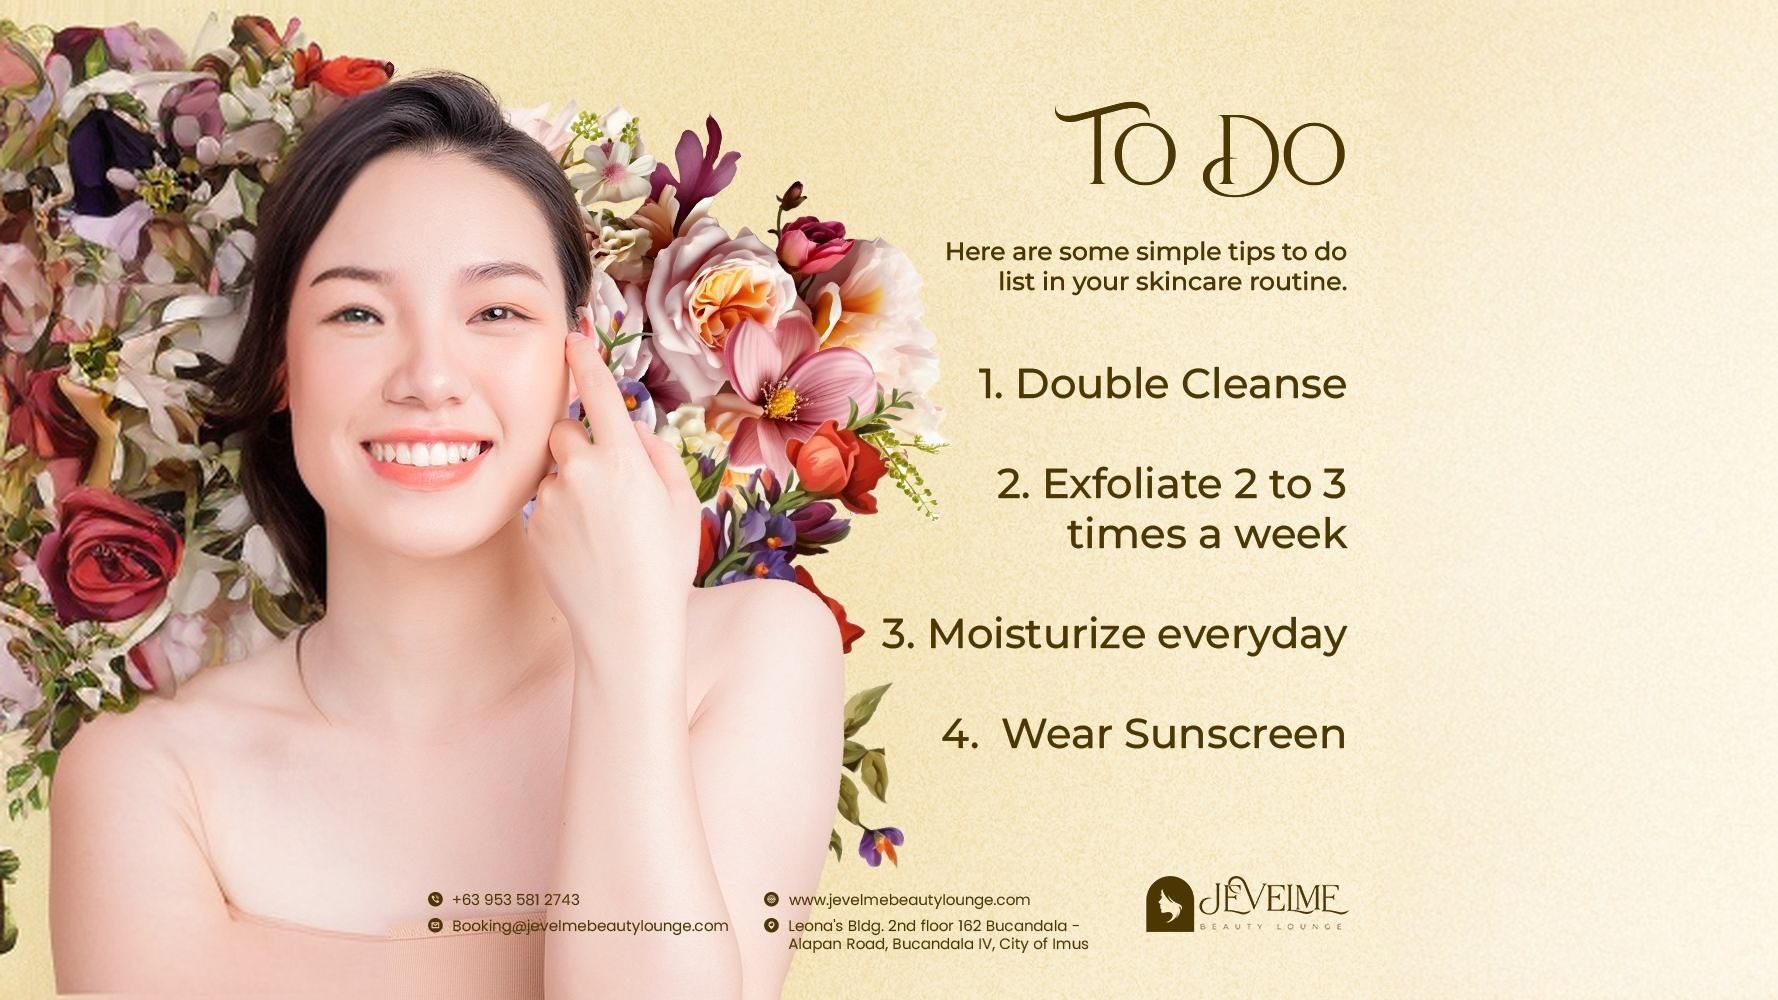 To Do
Here are some simple tips to do
list in your skincare routine.
1. Double Cleanse
2. Exfoliate 2 to 3
times a week
3. Moisturize everyday
4. Wear Sunscreen
+63 953 581 2743
Booking@jevelmebeautylounge.com
www.jevelmebeautylounge.com
Leona's Bldg. 2nd floor 162 Bucandala -
Alapan Road, Bucandala IV, City of Imus
JEVELME
BEAUTY LOUNGE